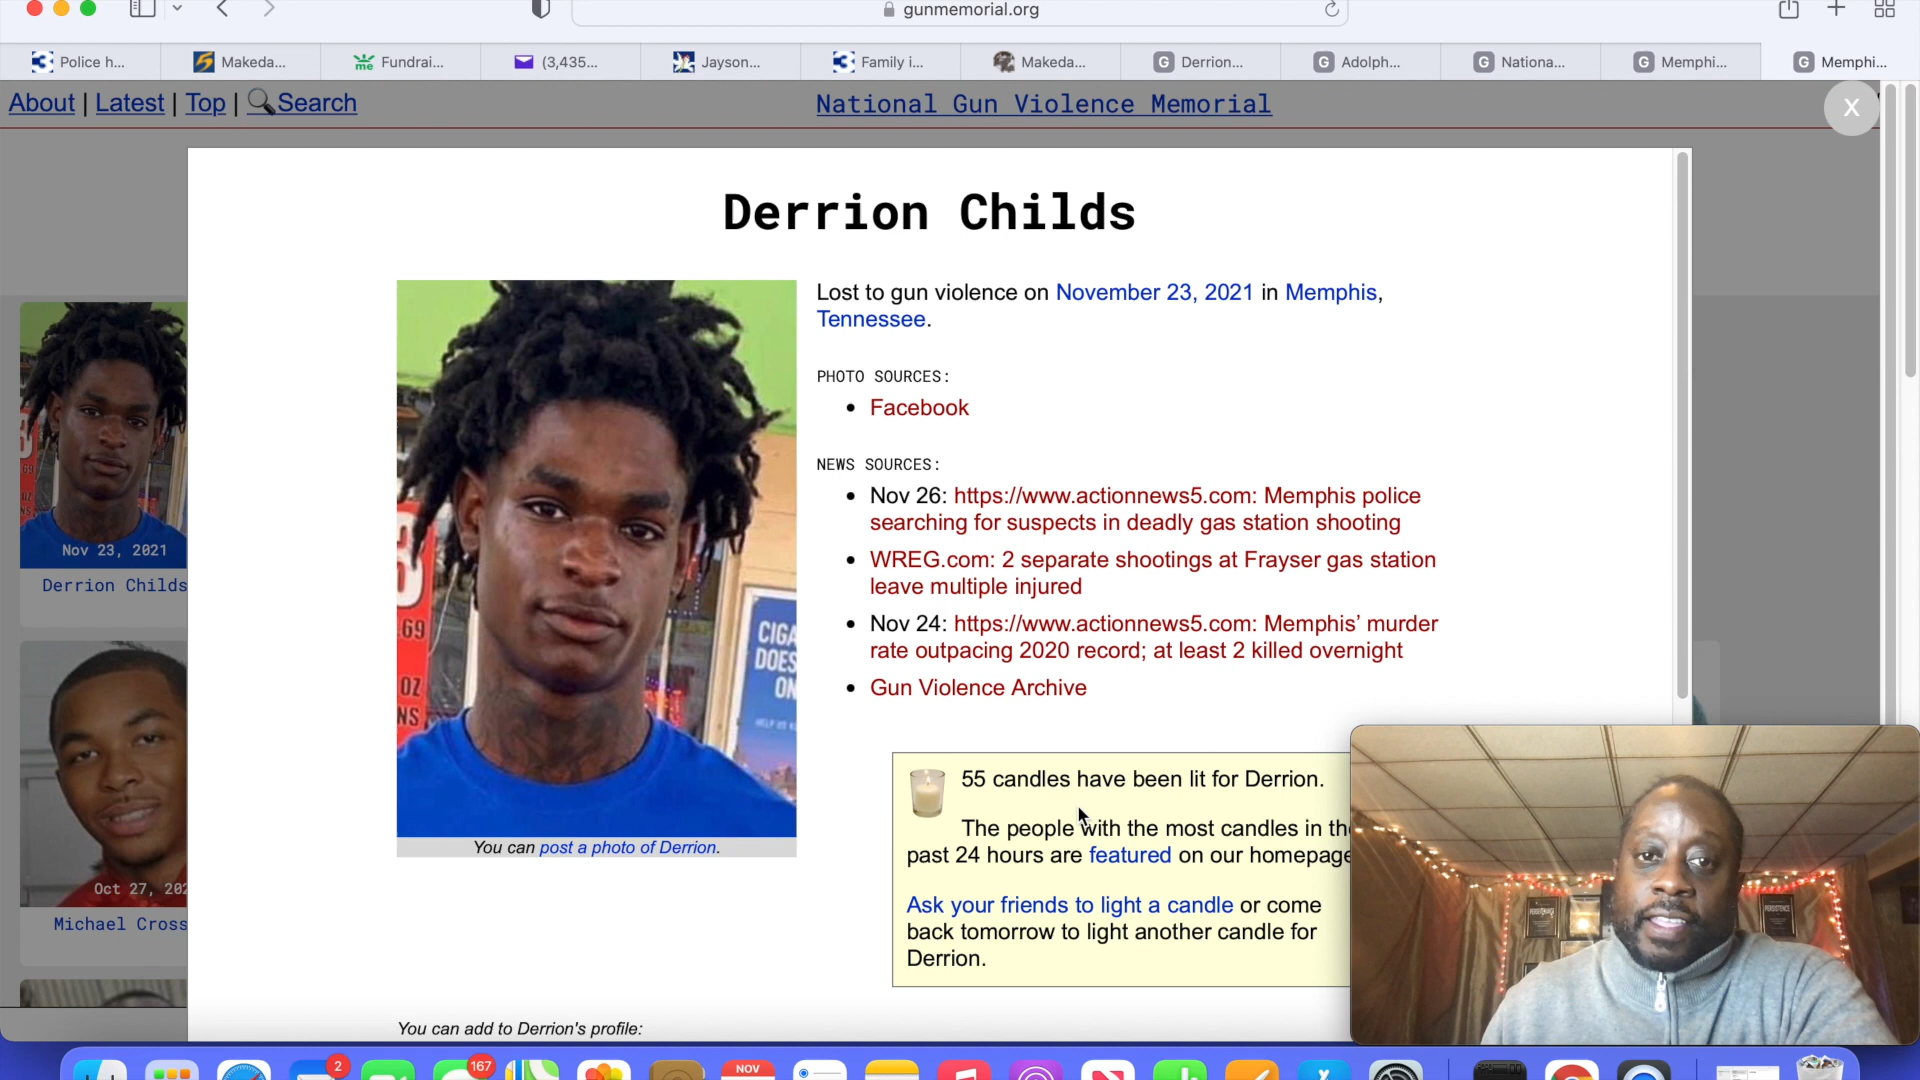 gunmemorial.org
Police h...
Makeda...
Fundrai...
(3,435...
Jayson...
Family i...
Makeda...
Derrion...
Adolph...
Nationa...
Memphi...
Memphi...
About | Latest | Top | Search
National Gun Violence Memorial
X
Derrion Childs
Lost to gun violence on November 23, 2021 in Memphis,
Tennessee.
PHOTO SOURCES:
• Facebook
NEWS SOURCES:
• Nov 26: https://www.actionnews5.com: Memphis police
searching for suspects in deadly gas station shooting
• WREG.com: 2 separate shootings at Frayser gas station
leave multiple injured
• Nov 24: https://www.actionnews5.com: Memphis’ murder
rate outpacing 2020 record; at least 2 killed overnight
• Gun Violence Archive
Nov 23, 2021
Derrion Childs
Oct 27, 202
Michael Cross
69
OZ
NS
CIGA
DOES
ON
You can post a photo of Derrion.
55 candles have been lit for Derrion.
The people with the most candles in the
past 24 hours are featured on our homepage
Ask your friends to light a candle or come
back tomorrow to light another candle for
Derrion.
PERSISTENCE
You can add to Derrion's profile:
2
167
NOV